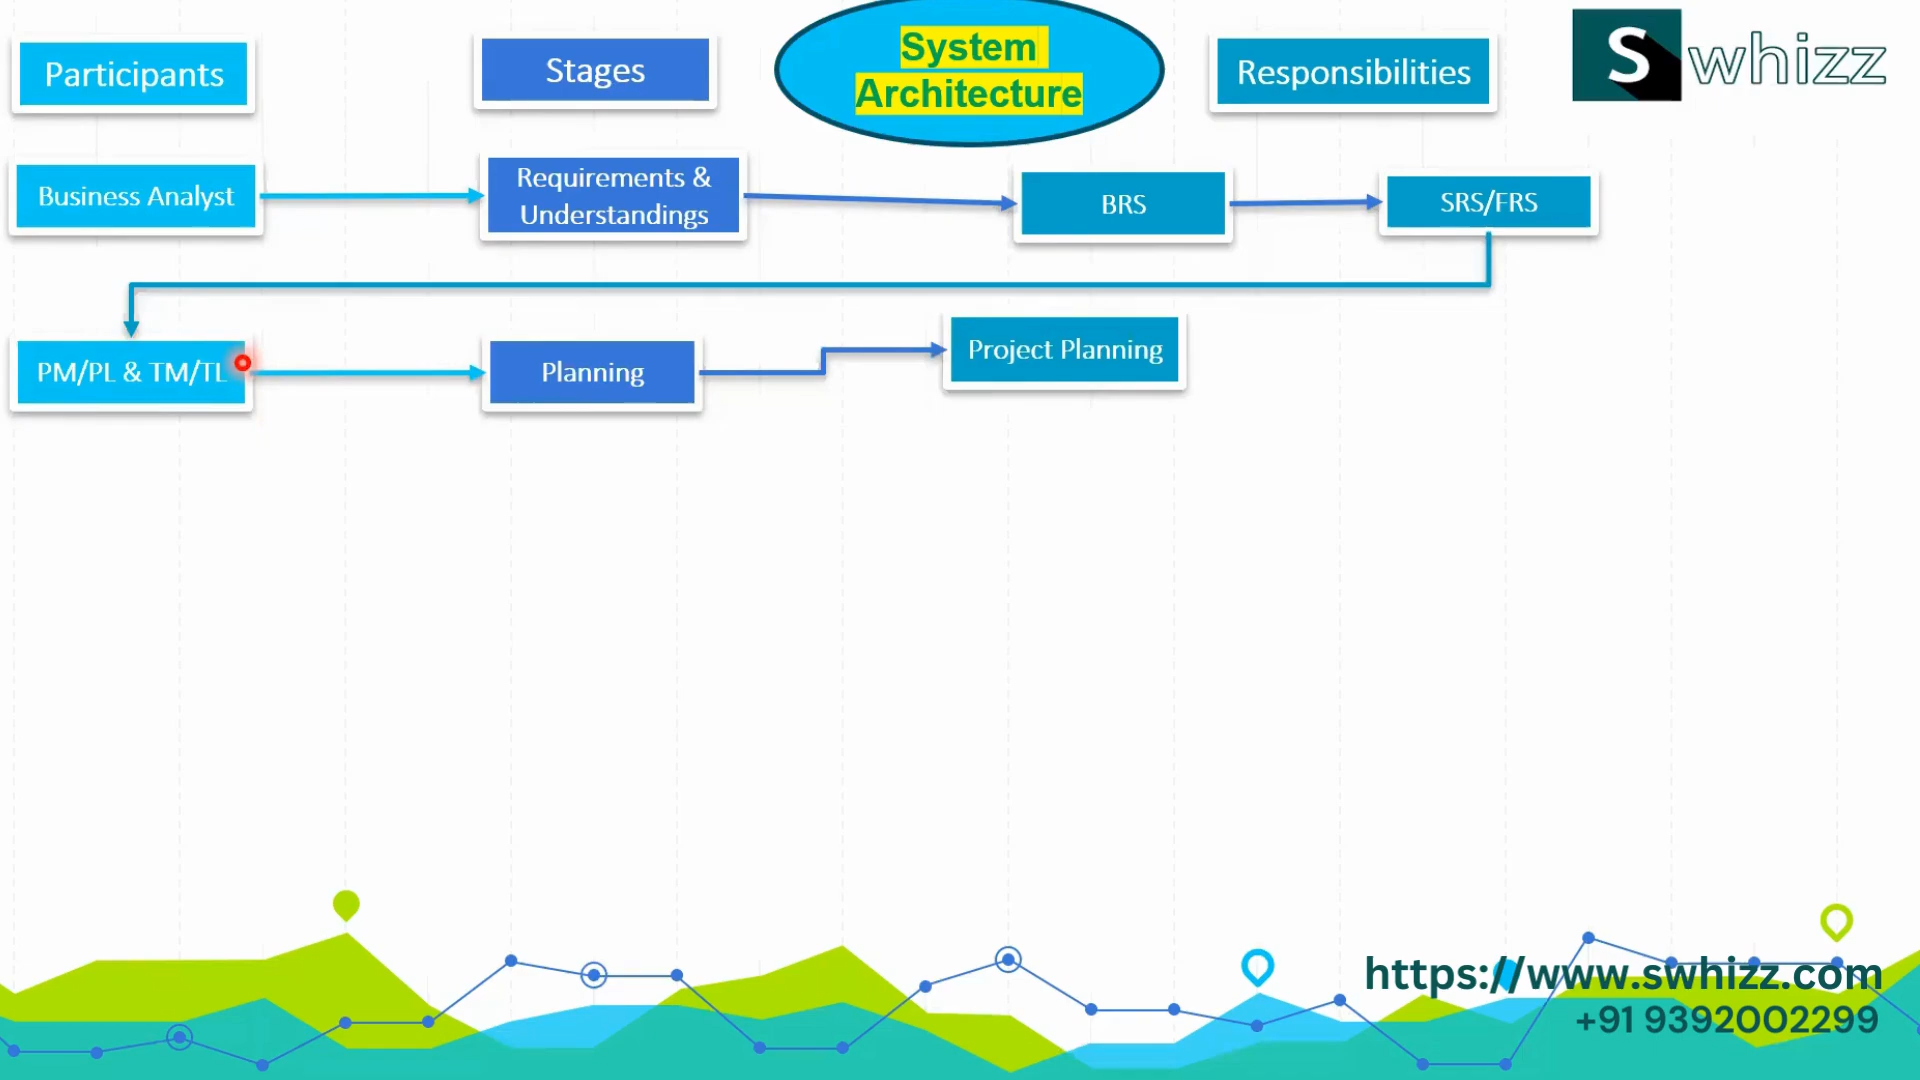 Participants
Stages
System
Architecture
Responsibilities
S whizz
Business Analyst
Requirements &
Understandings
BRS
SRS/FRS
PM/PL & TM/TL
Planning
Project Planning
https://www.swhizz.com
+91 9392002299